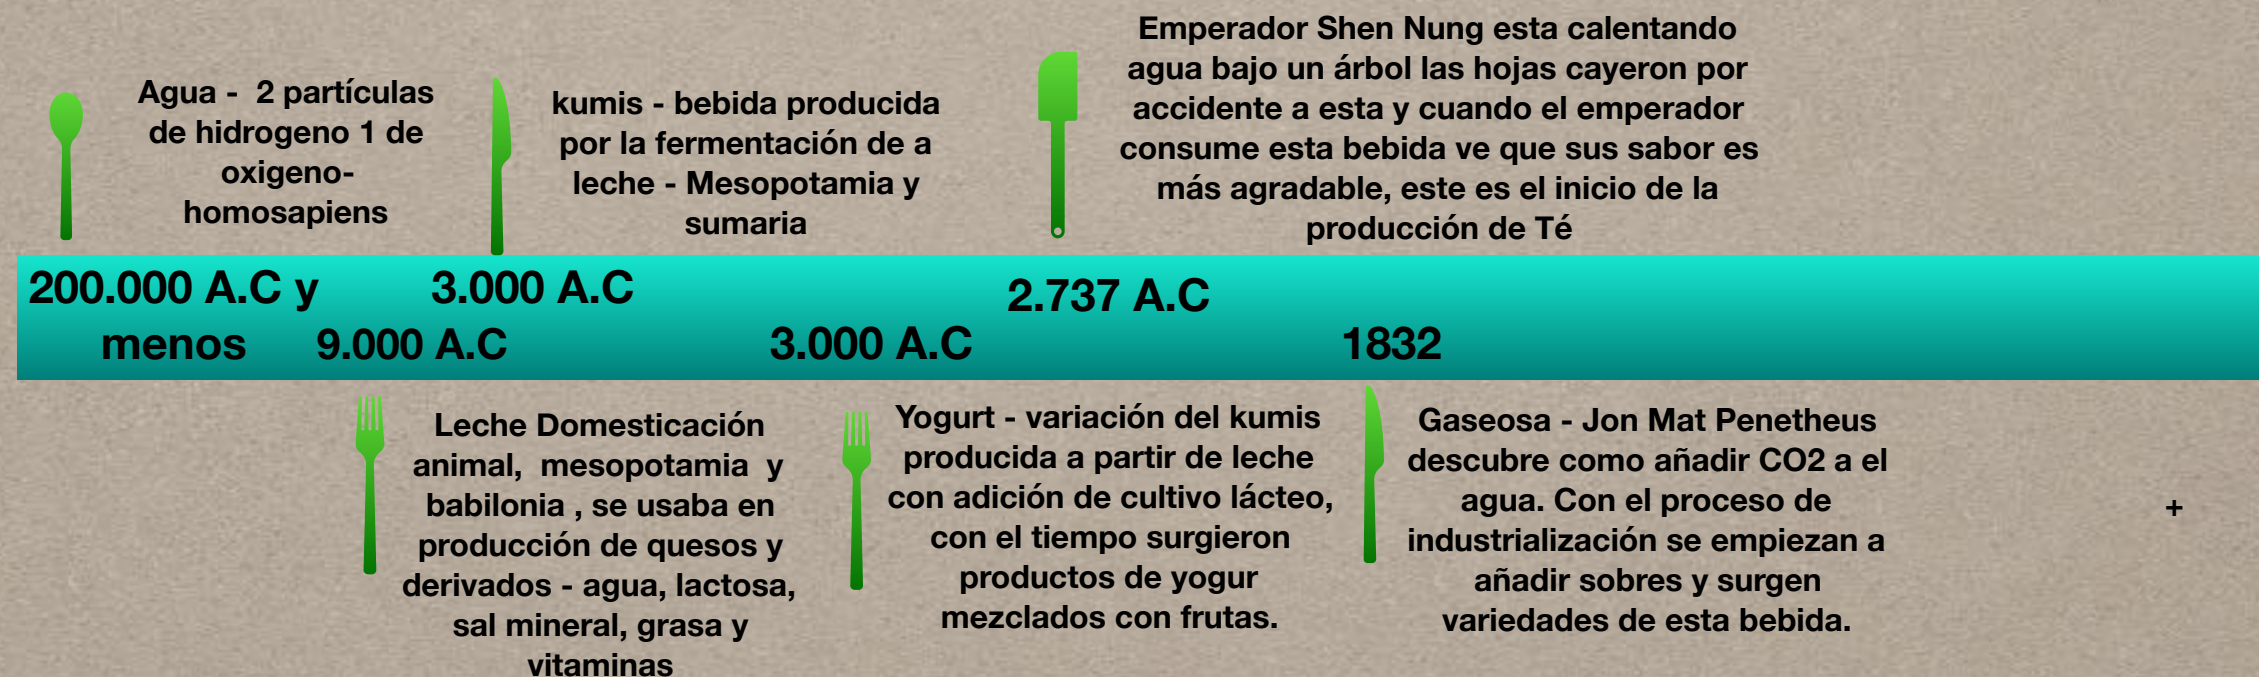 Agua -  2 partículas
de hidrogeno 1 de
oxigeno-
homosapiens
kumis - bebida producida
por la fermentación de a
leche - Mesopotamia y
sumaria
Emperador Shen Nung esta calentando
agua bajo un árbol las hojas cayeron por
accidente a esta y cuando el emperador
consume esta bebida ve que sus sabor es
más agradable, este es el inicio de la
producción de Té
200.000 A.C y
menos
9.000 A.C
3.000 A.C
3.000 A.C
2.737 A.C
1832
Leche Domesticación
animal,  mesopotamia  y
babilonia , se usaba en
producción de quesos y
derivados - agua, lactosa,
sal mineral, grasa y
vitaminas
Yogurt - variación del kumis
producida a partir de leche
con adición de cultivo lácteo,
con el tiempo surgieron
productos de yogur
mezclados con frutas.
Gaseosa - Jon Mat Penetheus
descubre como añadir CO2 a el
agua. Con el proceso de
industrialización se empiezan a
añadir sobres y surgen
variedades de esta bebida.
+